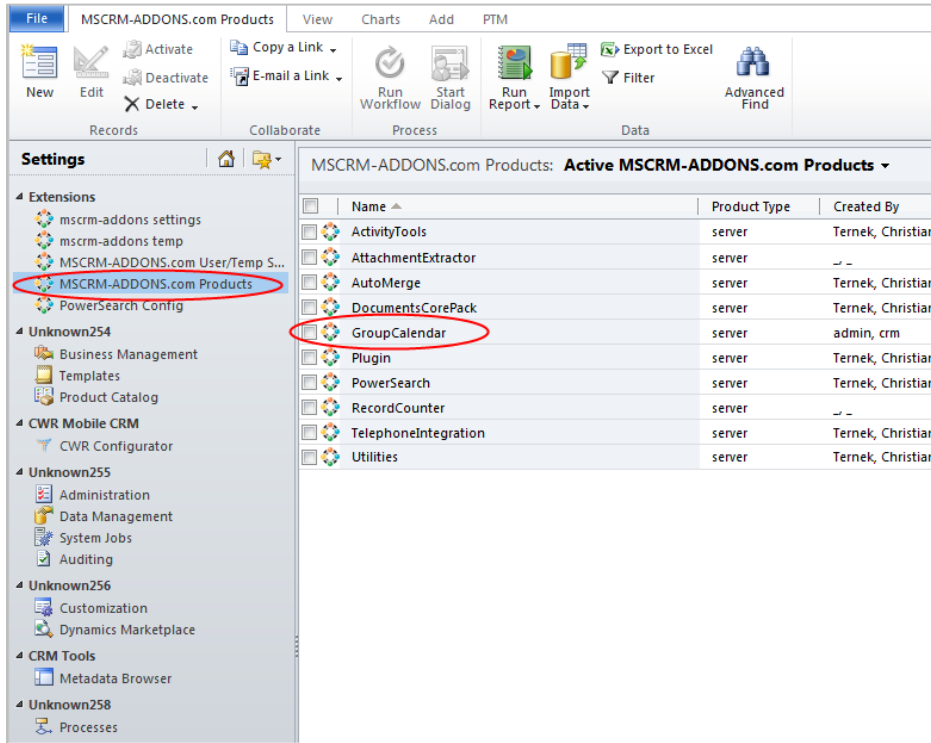 File MSCRM-ADDONS.com Products View Charts Add PTM
New
Edit
Activate
Deactivate
Delete
Records
Copy a Link
E-mail a Link
Collaborate
Run Workflow
Start Dialog
Process
Run Report
Import Data
Export to Excel
Filter
Advanced Find
Data
Settings
Extensions
mscrm-addons settings
mscrm-addons temp
MSCRM-ADDONS.com User/Temp S...
MSCRM-ADDONS.com Products
PowerSearch Config
Unknown254
Business Management
Templates
Product Catalog
CWR Mobile CRM
CWR Configurator
Unknown255
Administration
Data Management
System Jobs
Auditing
Unknown256
Customization
Dynamics Marketplace
CRM Tools
Metadata Browser
Unknown258
Processes
MSCRM-ADDONS.com Products: Active MSCRM-ADDONS.com Products
Name Product Type Created By
ActivityTools server Ternek, Christian
AttachmentExtractor server _, _
AutoMerge server Ternek, Christian
DocumentsCorePack server Ternek, Christian
GroupCalendar server admin, crm
Plugin server Ternek, Christian
PowerSearch server Ternek, Christian
RecordCounter server _, _
TelephoneIntegration server Ternek, Christian
Utilities server Ternek, Christian